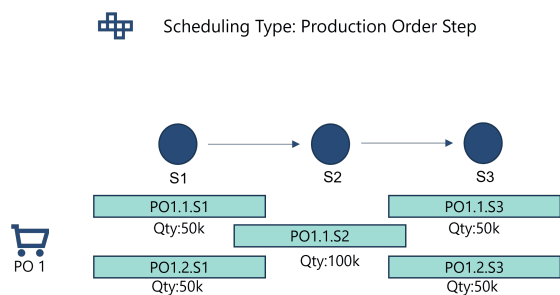 Scheduling Type: Production Order Step
S1
S2
S3
PO1.1.S1
PO1.1.S3
Qty:50k
Qty:50k
PO1.1.S2
PO 1
Qty:100k
PO1.2.S1
PO1.2.S3
Qty:50k
Qty:50k